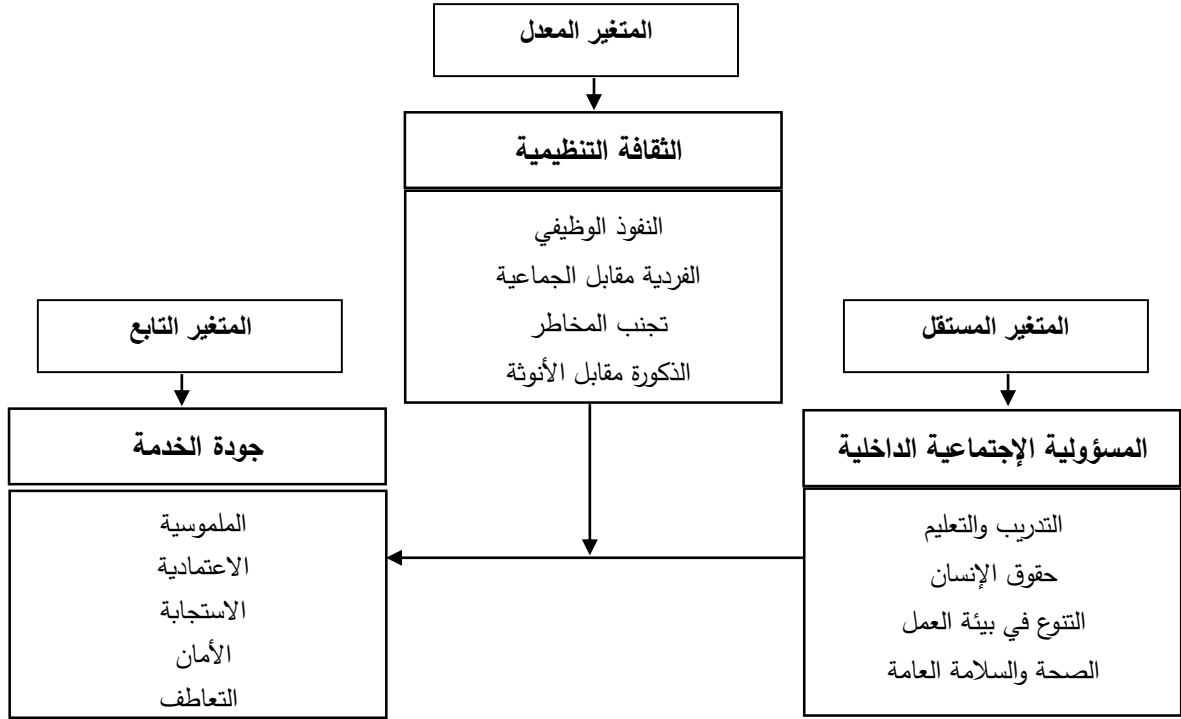 المتغير المعدل
الثقافة التنظيمية
النفوذ الوظيفي
الفردية مقابل الجماعية
تجنب المخاطر
الذكورة مقابل الأنوثة
المتغير المستقل
المسؤولية الإجتماعية الداخلية
التدريب والتعليم
حقوق الإنسان
التنوع في بيئة العمل
الصحة والسلامة العامة
المتغير التابع
جودة الخدمة
الملموسية
الاعتمادية
الاستجابة
الأمان
التعاطف